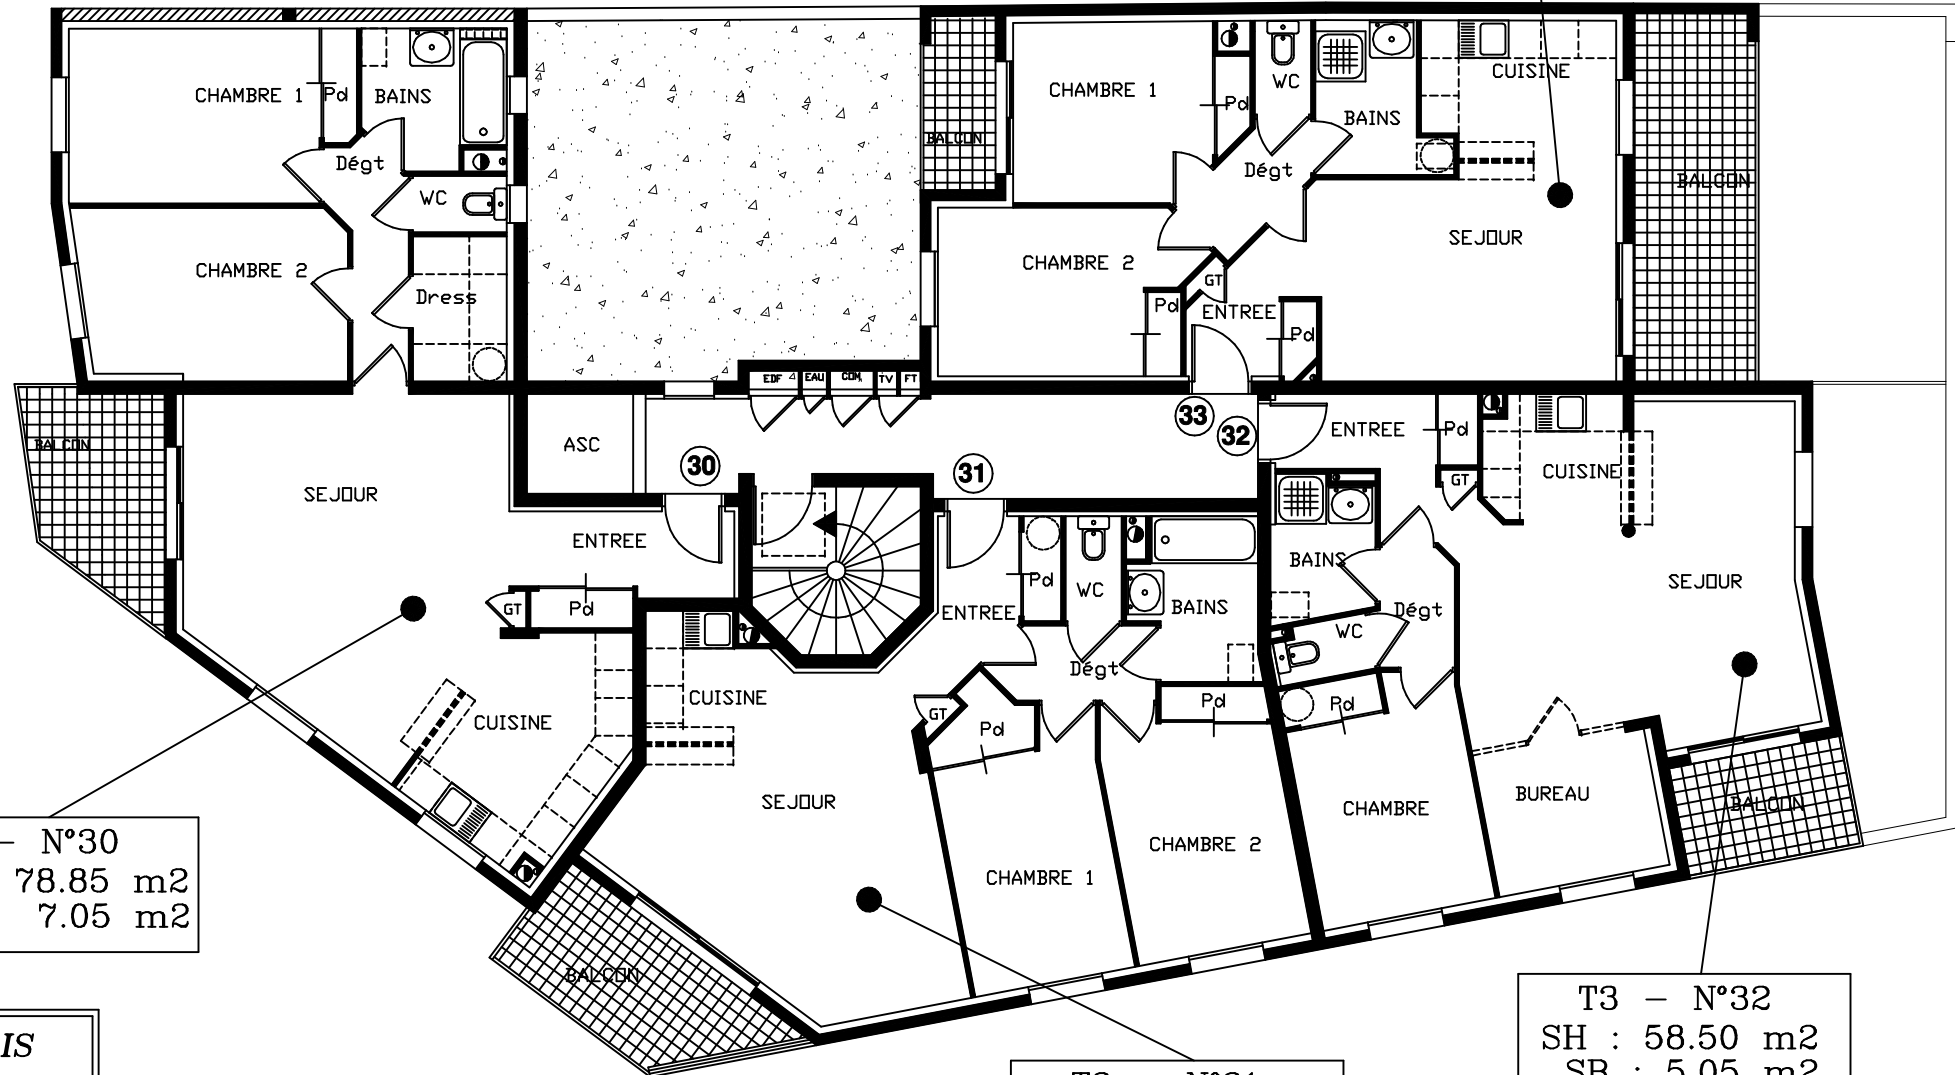 CHAMBRE 1
Pd
BAINS
Dégt
WC
CHAMBRE 2
Dress
BALCON
SEJOUR
ASC
30
ENTREE
GT
Pd
CUISINE
EDF
EAU
COM
TV
FT
BALCON
CHAMBRE 1
Pd
WC
BAINS
CUISINE
Dégt
BALCON
SEJOUR
CHAMBRE 2
GT
Pd
ENTREE
Pd
33
32
31
ENTREE
Pd
CUISINE
GT
BAINS
SEJOUR
Dégt
WC
Pd
CHAMBRE
BUREAU
BALCON
ENTREE
Pd
WC
BAINS
Dégt
CUISINE
GT
Pd
Pd
SEJOUR
CHAMBRE 1
CHAMBRE 2
BALCON
– N°30
78.85 m2
7.05 m2
IS
T3 – N°32
SH : 58.50 m2
SB : 5.05 m2